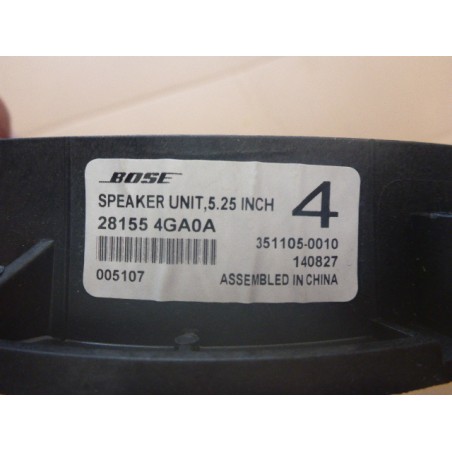 BOSE
SPEAKER UNIT,5.25 INCH 4
28155 4GA0A
351105-0010
140827
005107 ASSEMBLED IN CHINA